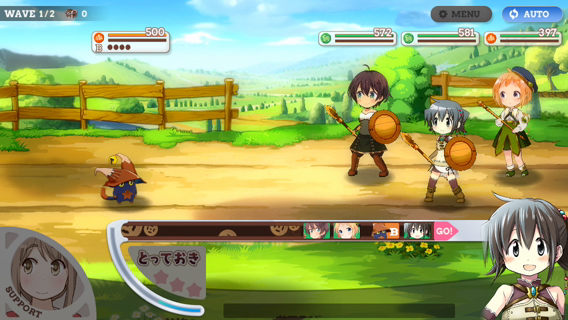 WAVE 1/2 0
MENU
AUTO
500
B
572
581
397
B
GO!
とっておき
SUPPORT